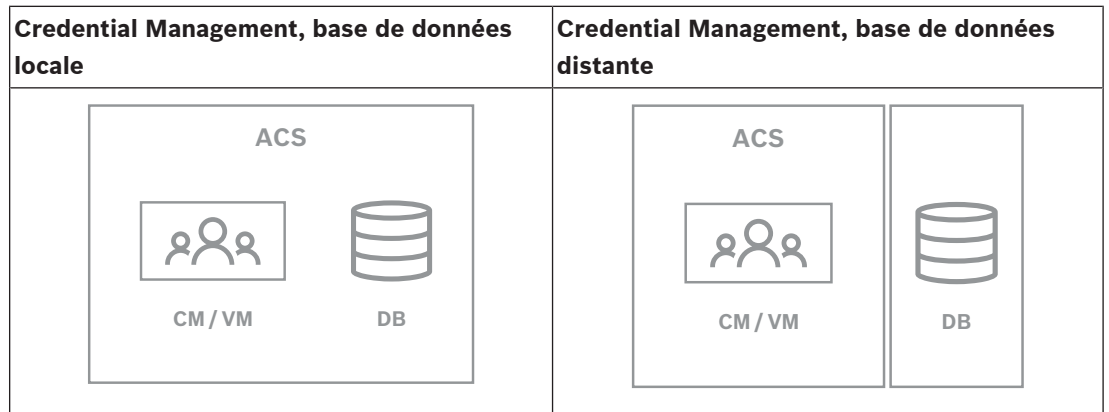 Credential Management, base de données
locale
Credential Management, base de données
distante
ACS
CM / VM
DB
ACS
CM / VM
DB